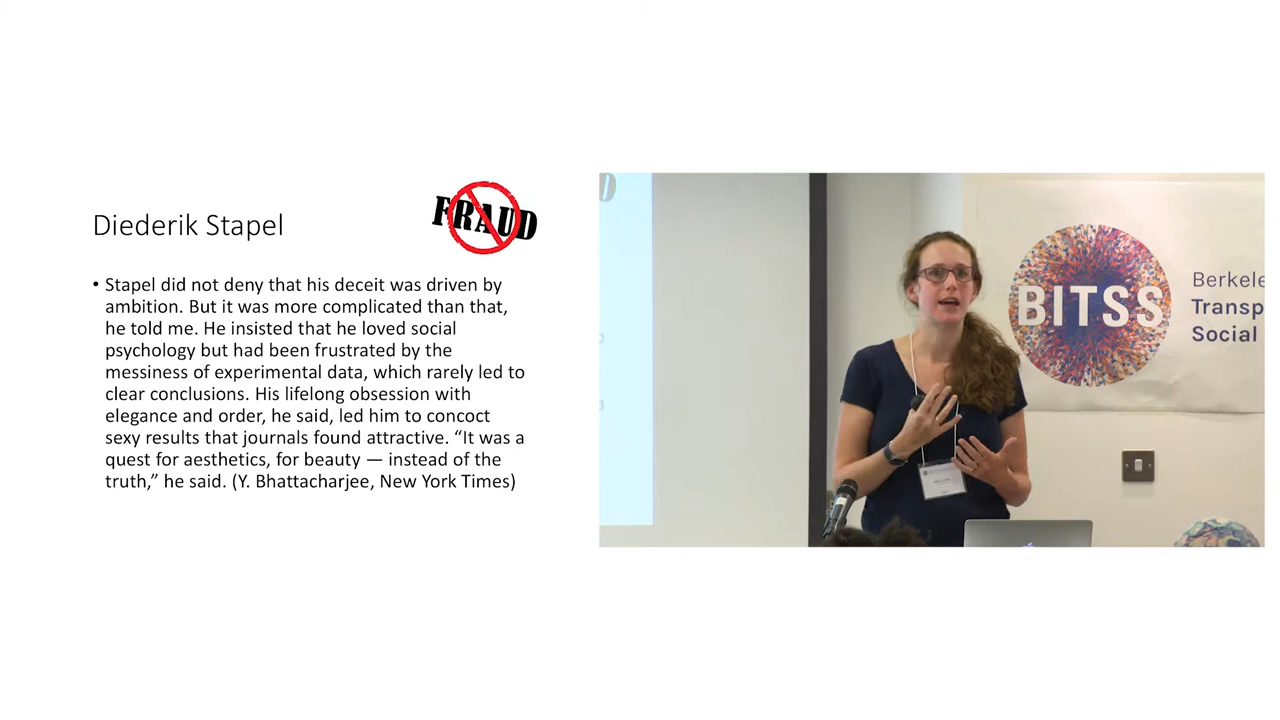 Diederik Stapel
FRAUD
• Stapel did not deny that his deceit was driven by
ambition. But it was more complicated than that,
he told me. He insisted that he loved social
psychology but had been frustrated by the
messiness of experimental data, which rarely led to
clear conclusions. His lifelong obsession with
elegance and order, he said, led him to concoct
sexy results that journals found attractive. “It was a
quest for aesthetics, for beauty — instead of the
truth,” he said. (Y. Bhattacharjee, New York Times)
BITSS
Berkele
Transp
Social